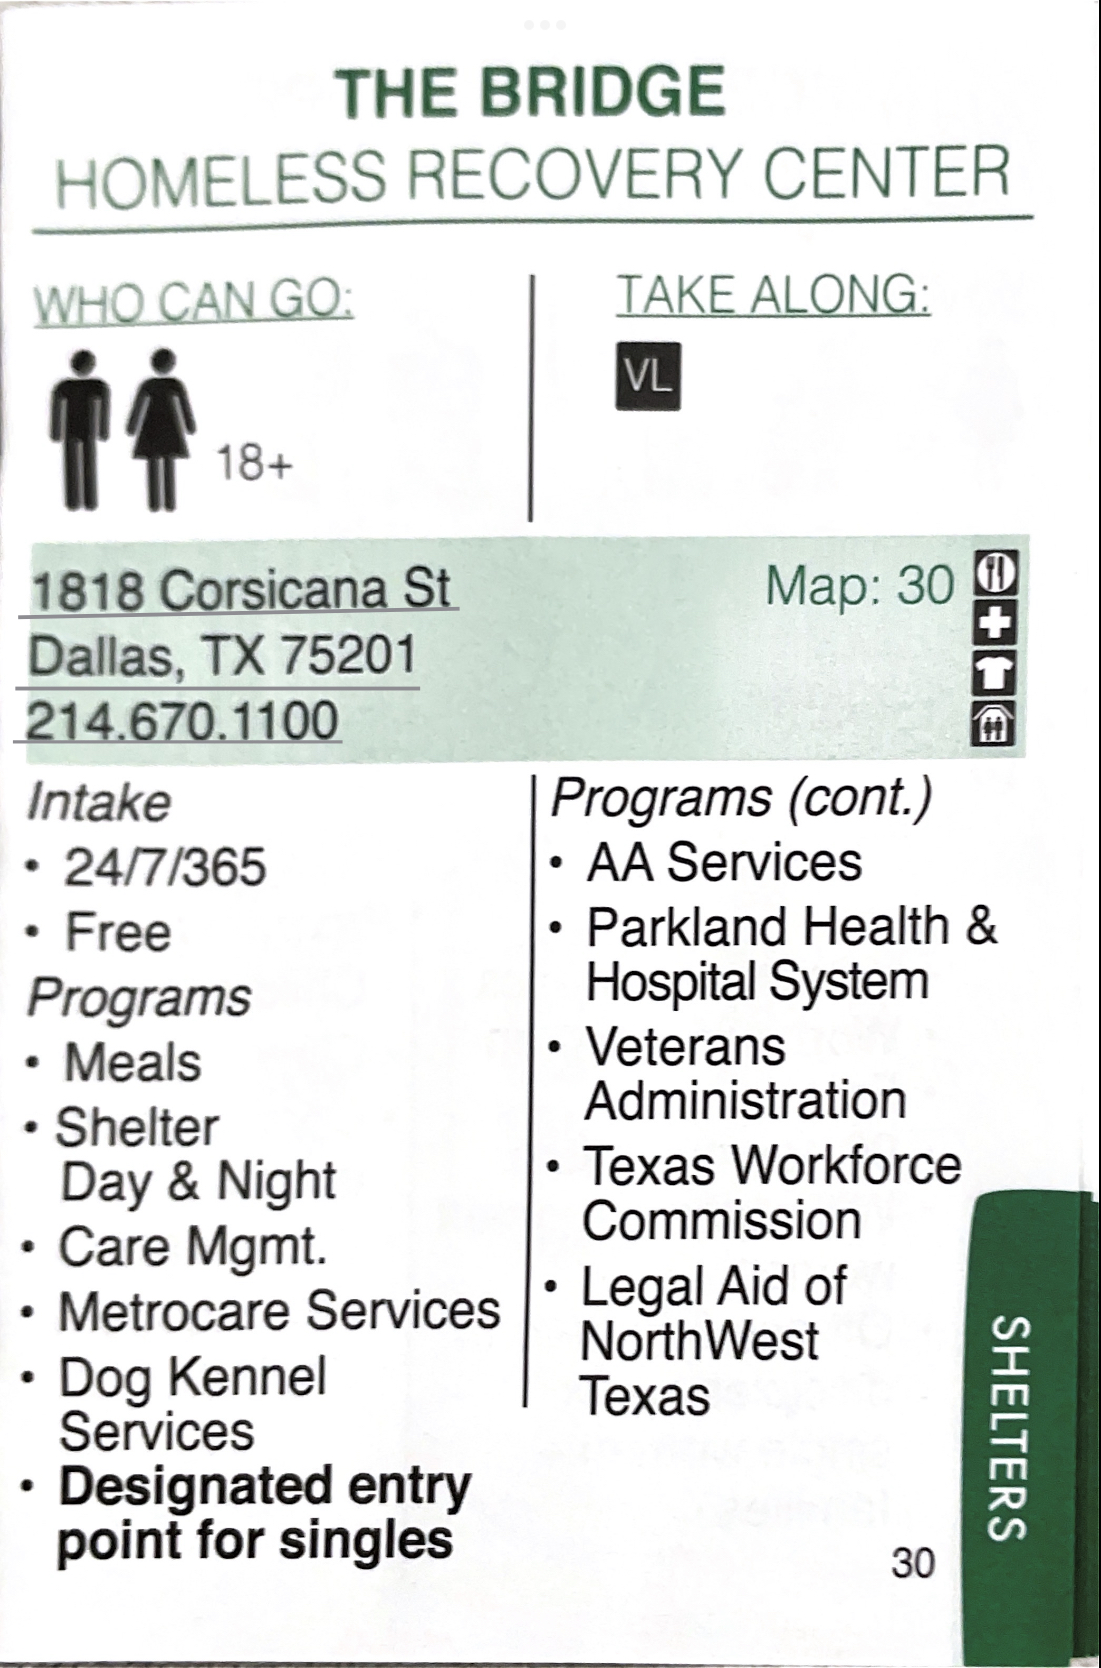 THE BRIDGE
HOMELESS RECOVERY CENTER
WHO CAN GO:
18+
TAKE ALONG:
VL
1818 Corsicana St
Dallas, TX 75201
214.670.1100
Map: 30
Intake
• 24/7/365
• Free
Programs
• Meals
• Shelter
Day & Night
• Care Mgmt.
• Metrocare Services
• Dog Kennel
Services
• Designated entry
point for singles
Programs (cont.)
• AA Services
• Parkland Health &
Hospital System
• Veterans
Administration
• Texas Workforce
Commission
• Legal Aid of
NorthWest
Texas
SHELTERS
30